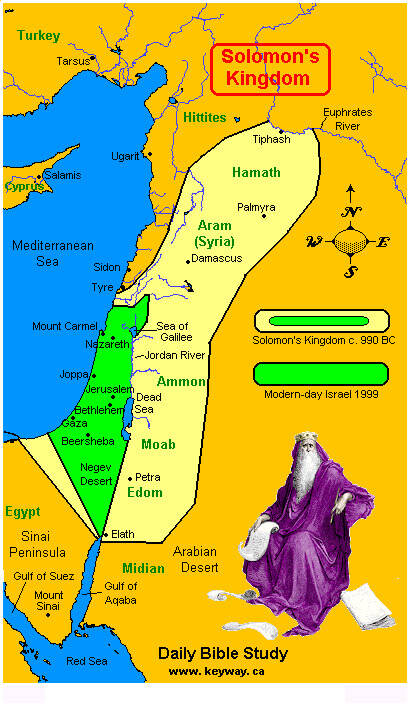 Turkey
Tarsus
Solomon's
Kingdom
Hittites
Euphrates
River
Tiphash
Ugarit
Salamis
Cyprus
Hamath
Palmyra
Aram
(Syria)
N
W
E
S
Mediterranean
Sea
Sidon
Damascus
Tyre
Mount Carmel
Sea of
Galilee
Nazareth
Solomon's Kingdom c. 990 BC
Jordan River
Joppa
Ammon
Jerusalem
Modern-day Israel 1999
Dead
Sea
Bethlehem
Gaza
Beersheba
Moab
Negev
Desert
Petra
Edom
Egypt
Sinai
Peninsula
Elath
Arabian
Desert
Midian
Gulf of Suez
Gulf of
Aqaba
Mount
Sinai
Red Sea
Daily Bible Study
www.keyway.ca